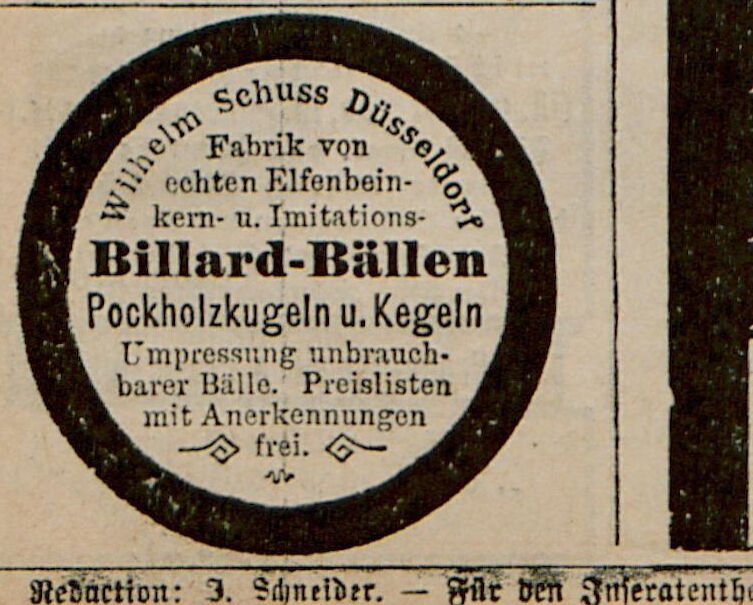 Wilhelm Schuss Düsseldorf
Fabrik von
echten Elfenbein-
kern- u. Imitations-
Billard-Bällen
Pockholzkugeln u. Kegeln
Umpressung unbrauch-
barer Bälle. Preislisten
mit Anerkennungen
frei.
Redaction: J. Schneider. — Für den Inseratenth.